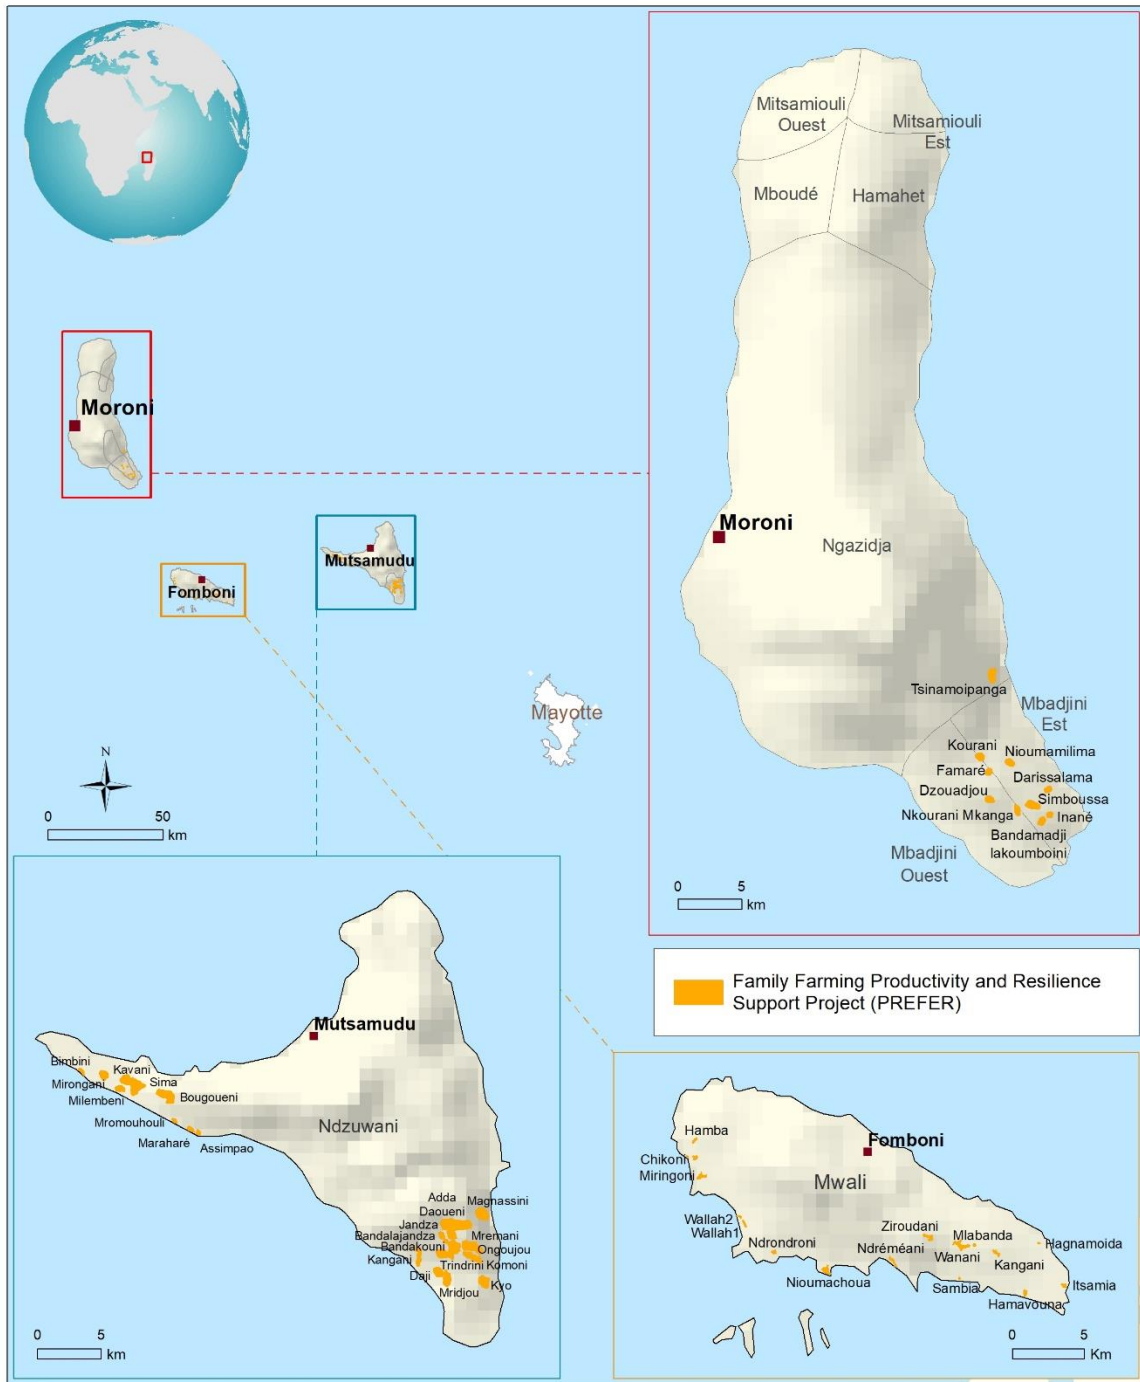 Moroni
Mutsamudu
Fomboni
Mayotte
N
0 50
km
Mitsamiouli
Ouest
Mitsamiouli
Est
Mboudé
Hamahet
Moroni
Ngazidja
Tsinamoipanga
Mbadjini
Est
Kourani
Nioumamilima
Famaré
Darissalama
Dzouadjou
Simboussa
Nkourani Mkanga
Inané
Bandamadji
lakoumboini
Mbadjini
Ouest
0 5
km
Family Farming Productivity and Resilience
Support Project (PREFER)
Mutsamudu
Bimbini
Kavani
Mirongani
Sima
Milembeni
Bougoueni
Mromouhouli
Maraharé
Assimpao
Ndzuwani
Adda
Magnassini
Daoueni
Jandza
Bandalajandza
Mremani
Bandakouni
Ongoujou
Kangani
Trindrini
Komoni
Daji
Mridjou
Kyo
0 5
km
Hamba
Fomboni
Chikoni
Miringoni
Mwali
Wallah2
Wallah1
Ziroudani
Mlabanda
Hagnamoida
Ndrondroni
Ndréméani
Wanani
Kangani
Nioumachoua
Sambia
Itsamia
Hamavouna
0 5
Km